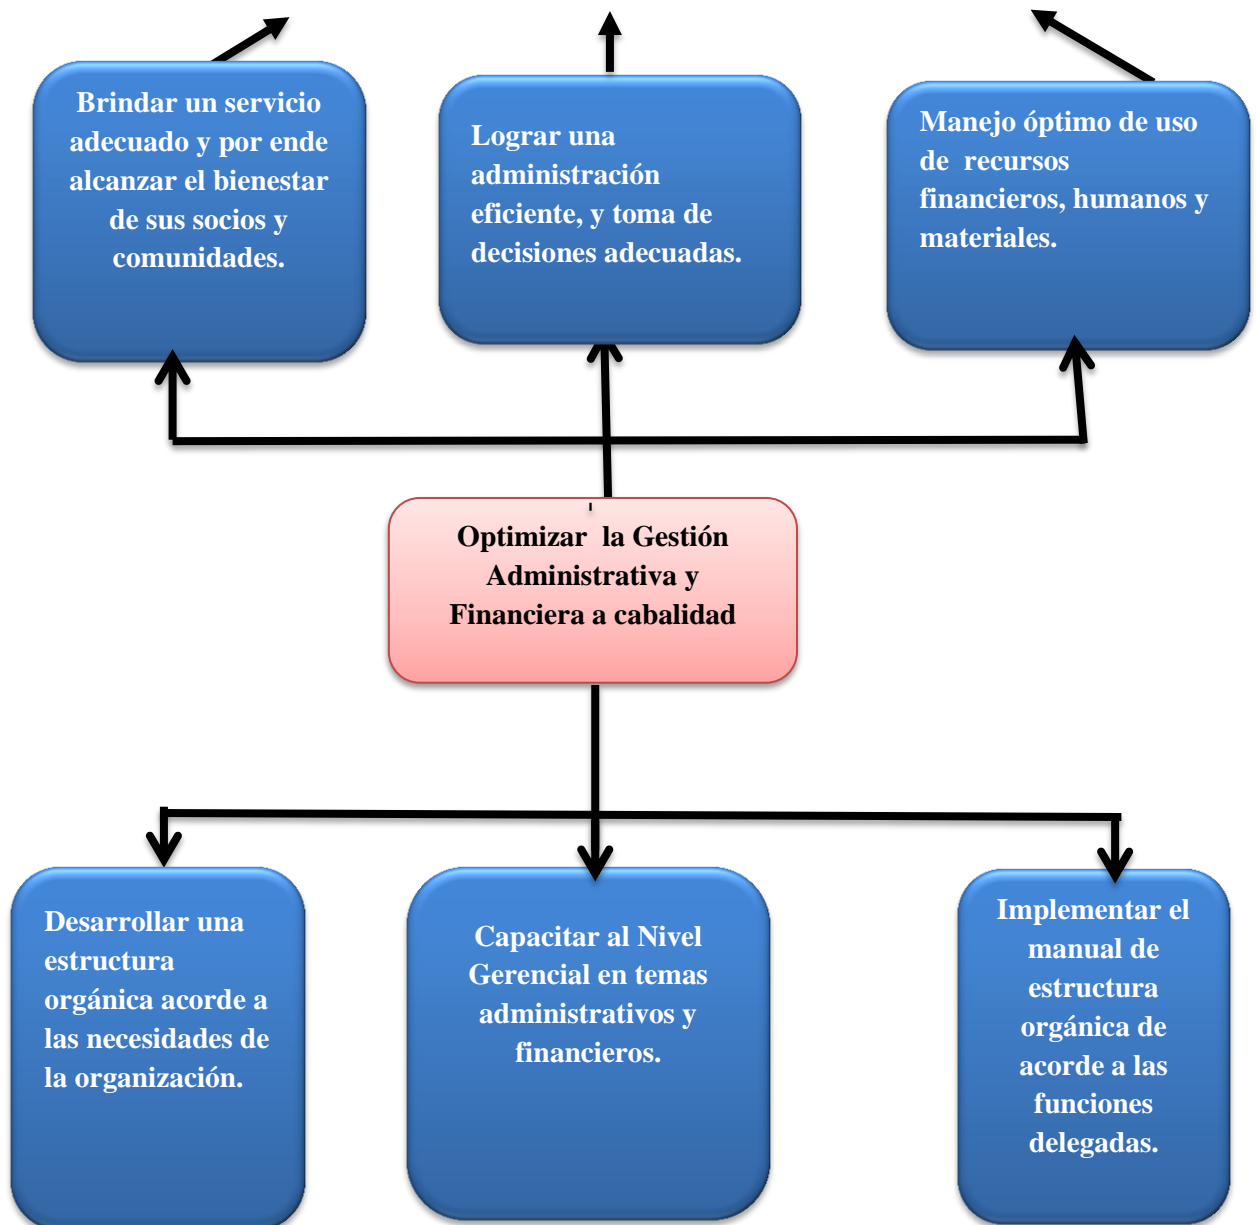 Brindar un servicio
adecuado y por ende
alcanzar el bienestar
de sus socios y
comunidades.
Lograr una
administración
eficiente, y toma de
decisiones adecuadas.
Manejo óptimo de uso
de  recursos
financieros, humanos y
materiales.
Optimizar  la Gestión
Administrativa y
Financiera a cabalidad
Desarrollar una
estructura
orgánica acorde a
las necesidades de
la organización.
Capacitar al Nivel
Gerencial en temas
administrativos y
financieros.
Implementar el
manual de
estructura
orgánica de
acorde a las
funciones
delegadas.